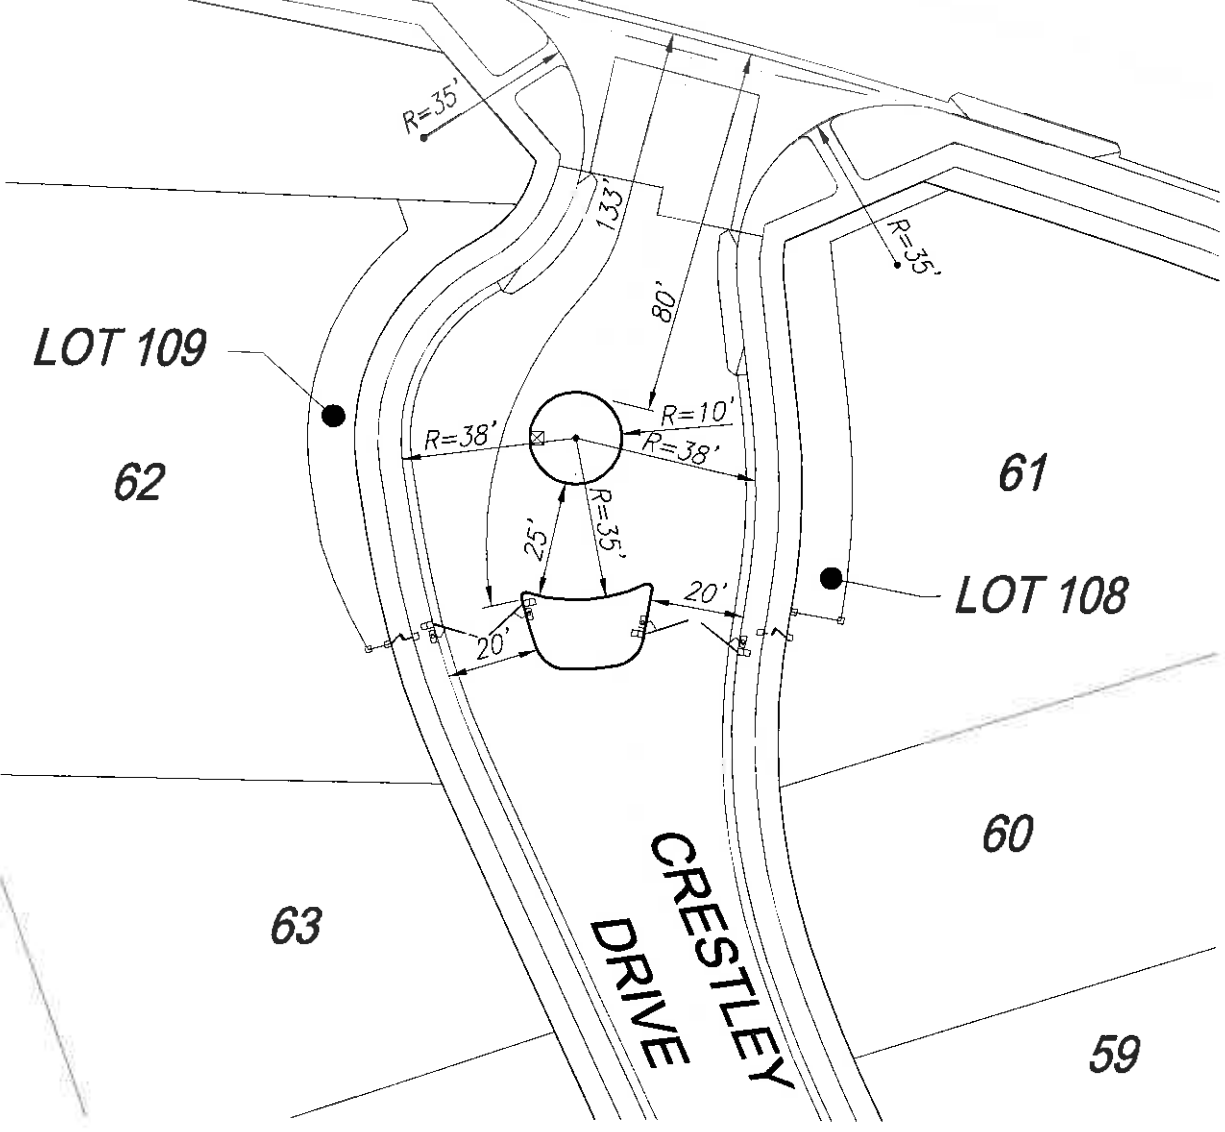 R=35'
133'
R=35'
80'
LOT 109
R=10'
R=38'
R=38'
62
61
R=35'
25'
20'
LOT 108
20'
60
CRESTLEY
DRIVE
63
59